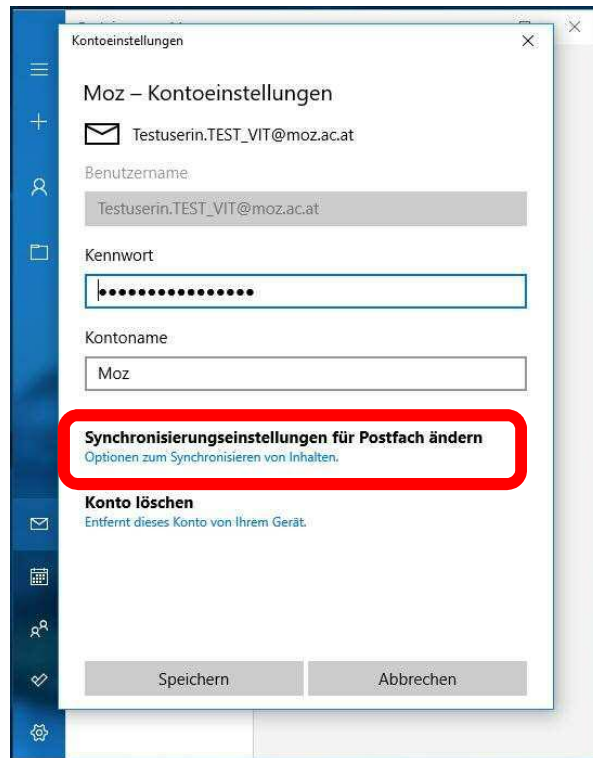 Kontoeinstellungen
Moz – Kontoeinstellungen
Testuserin.TEST_VIT@moz.ac.at
Benutzername
Testuserin.TEST_VIT@moz.ac.at
Kennwort
••••••••••••••••
Kontoname
Moz
Synchronisierungseinstellungen für Postfach ändern
Optionen zum Synchronisieren von Inhalten.
Konto löschen
Entfernt dieses Konto von Ihrem Gerät.
Speichern
Abbrechen